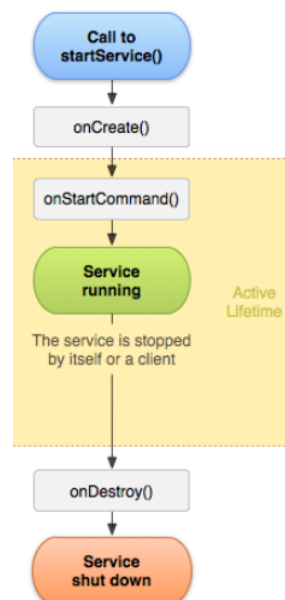 Call to
startService()
onCreate()
onStartCommand()
Service
running
Active
Lifetime
The service is stopped
by itself or a client
onDestroy()
Service
shut down